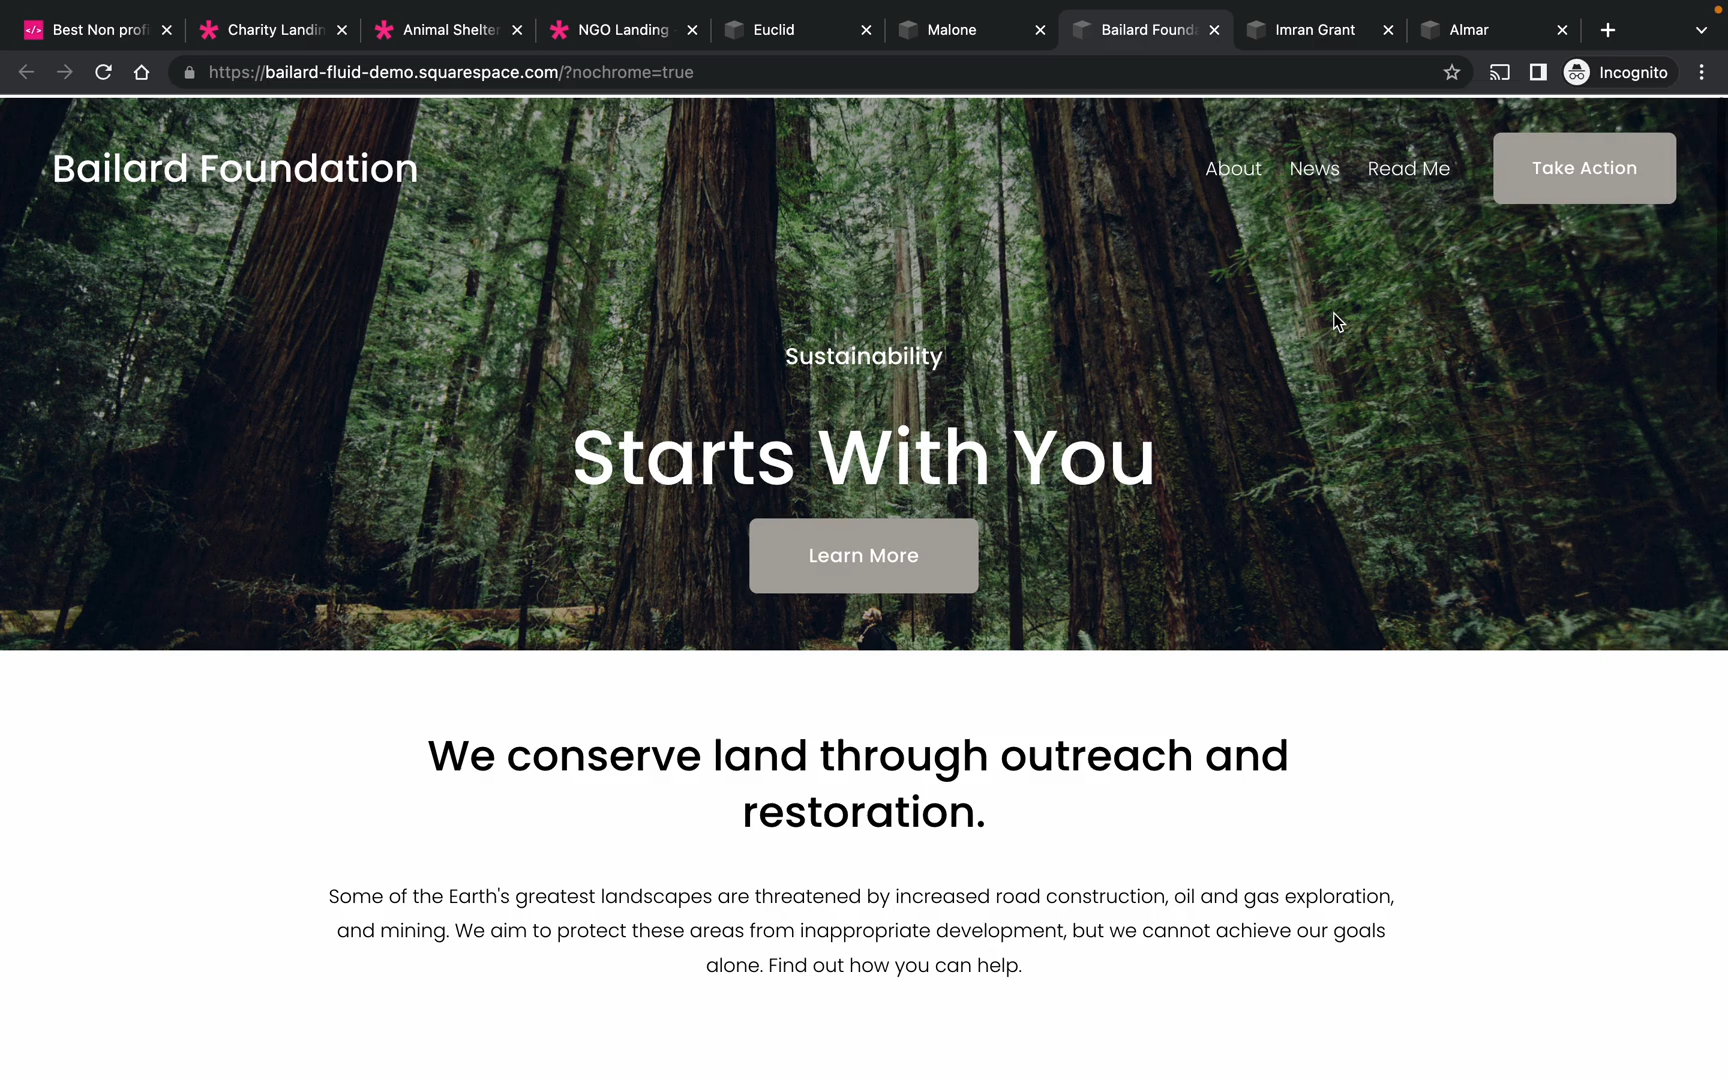 Best Non profi
Charity Landin
Animal Shelter
NGO Landing -
Euclid
Malone
Bailard Founda
Imran Grant
Almar
https://bailard-fluid-demo.squarespace.com/?nochrome=true
Incognito
Bailard Foundation
About
News
Read Me
Take Action
Sustainability
Starts With You
Learn More
We conserve land through outreach and
restoration.
Some of the Earth's greatest landscapes are threatened by increased road construction, oil and gas exploration,
and mining. We aim to protect these areas from inappropriate development, but we cannot achieve our goals
alone. Find out how you can help.